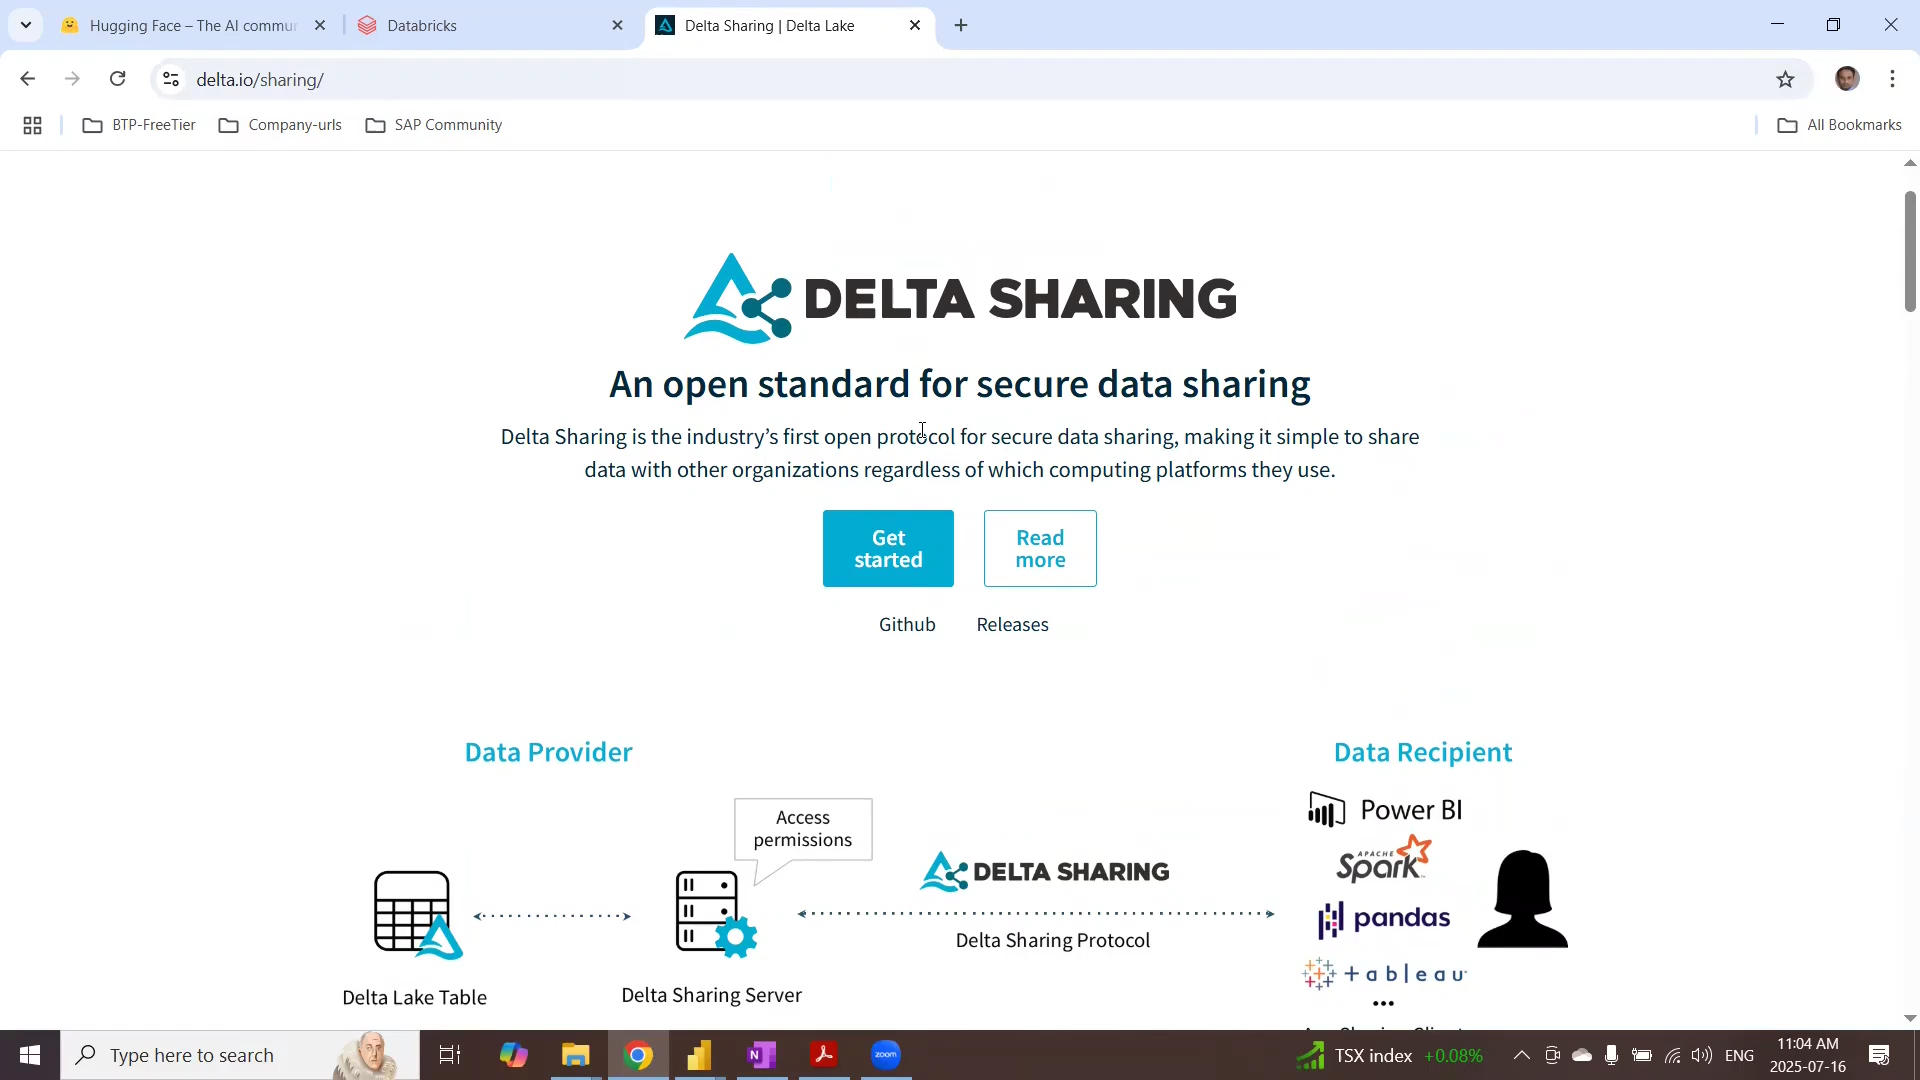 Hugging Face – The AI commun
Databricks
Delta Sharing | Delta Lake
delta.io/sharing/
BTP-FreeTier
Company-urls
SAP Community
All Bookmarks
DELTA SHARING
An open standard for secure data sharing
Delta Sharing is the industry’s first open protocol for secure data sharing, making it simple to share
data with other organizations regardless of which computing platforms they use.
Get
started
Read
more
Github
Releases
Data Provider
Data Recipient
Access
permissions
Power BI
APACHE
Spark
DELTA SHARING
pandas
Delta Sharing Protocol
+ableau
Delta Lake Table
Delta Sharing Server
Type here to search
zoom
TSX index +0.08%
ENG
11:04 AM
2025-07-16